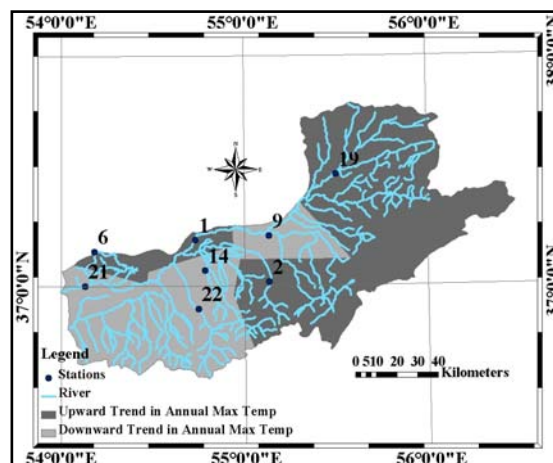 54°0'0"E 55°0'0"E 56°0'0"E
38°0'0"N
19
9
1
6
14
21
2
37°0'0"N 37°0'0"N
22
Legend
Stations
River
Upward Trend in Annual Max Temp
Downward Trend in Annual Max Temp
0 5 10 20 30 40
Kilometers
54°0'0"E 55°0'0"E 56°0'0"E